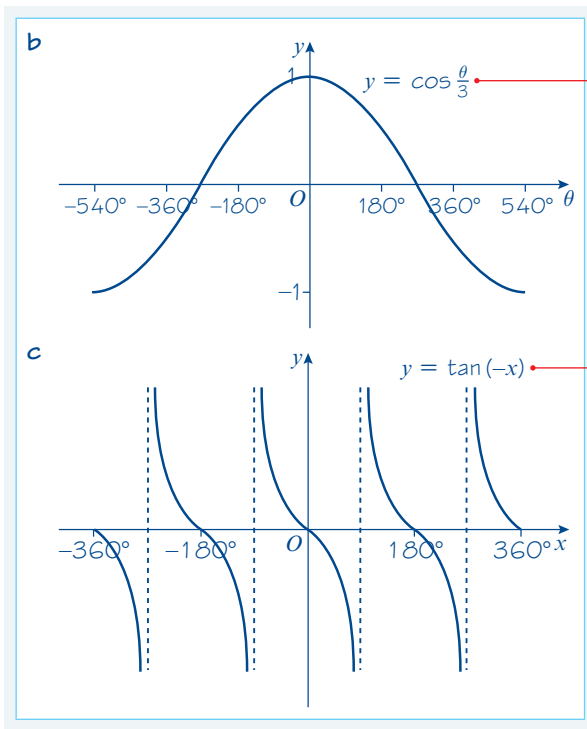 b
y
1
y = cos θ/3
−540° −360° −180° O 180° 360° 540° θ
−1
c
y
y = tan (−x)
−360° −180° O 180° 360° x